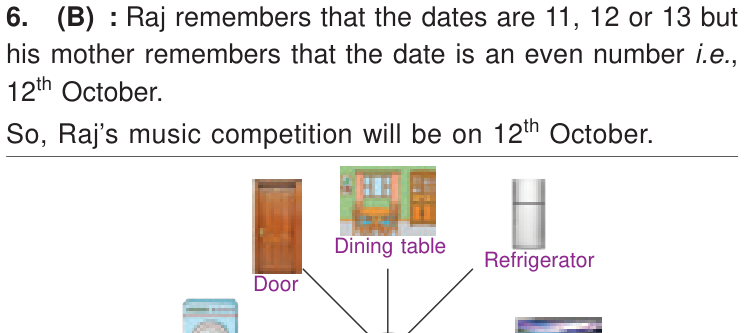 6. (B) : Raj remembers that the dates are 11, 12 or 13 but
his mother remembers that the date is an even number i.e.,
12th October.
So, Raj's music competition will be on 12th October.
Dining table
Refrigerator
Door